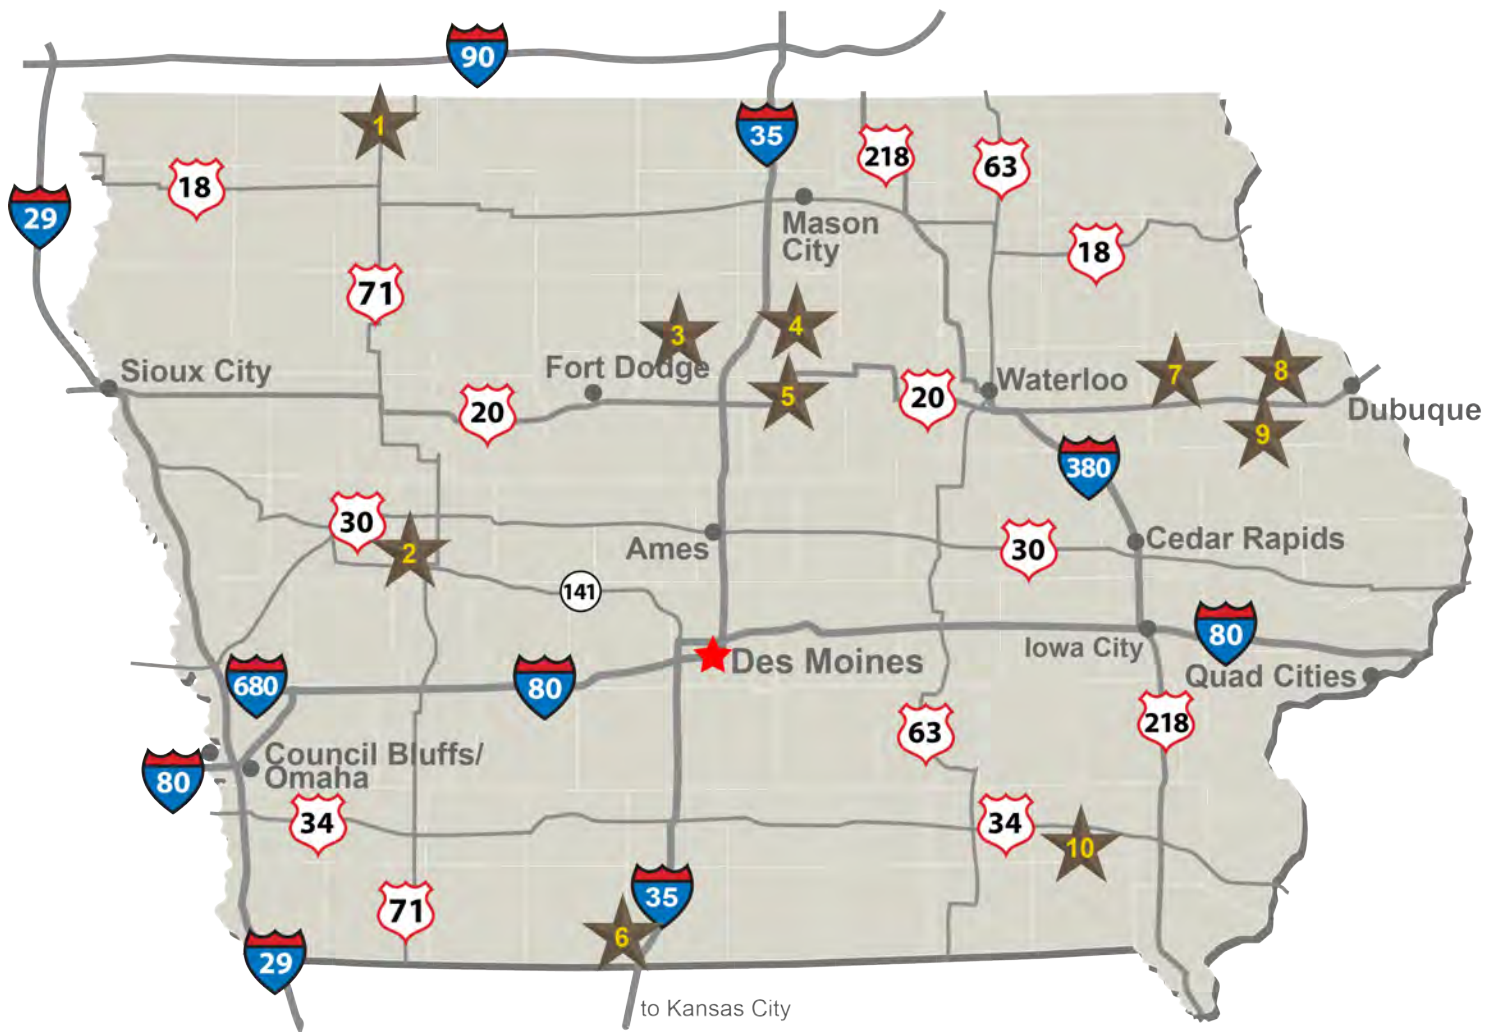 90
1
35
218
63
18
29
Mason
City
18
71
3
4
Sioux City
Fort Dodge
5
20
20
Waterloo
7
8
Dubuque
9
380
30
2
Ames
141
30
Cedar Rapids
Des Moines
Iowa City
80
Quad Cities
680
80
63
218
80
Council Bluffs/
Omaha
34
34
10
71
35
6
29
to Kansas City